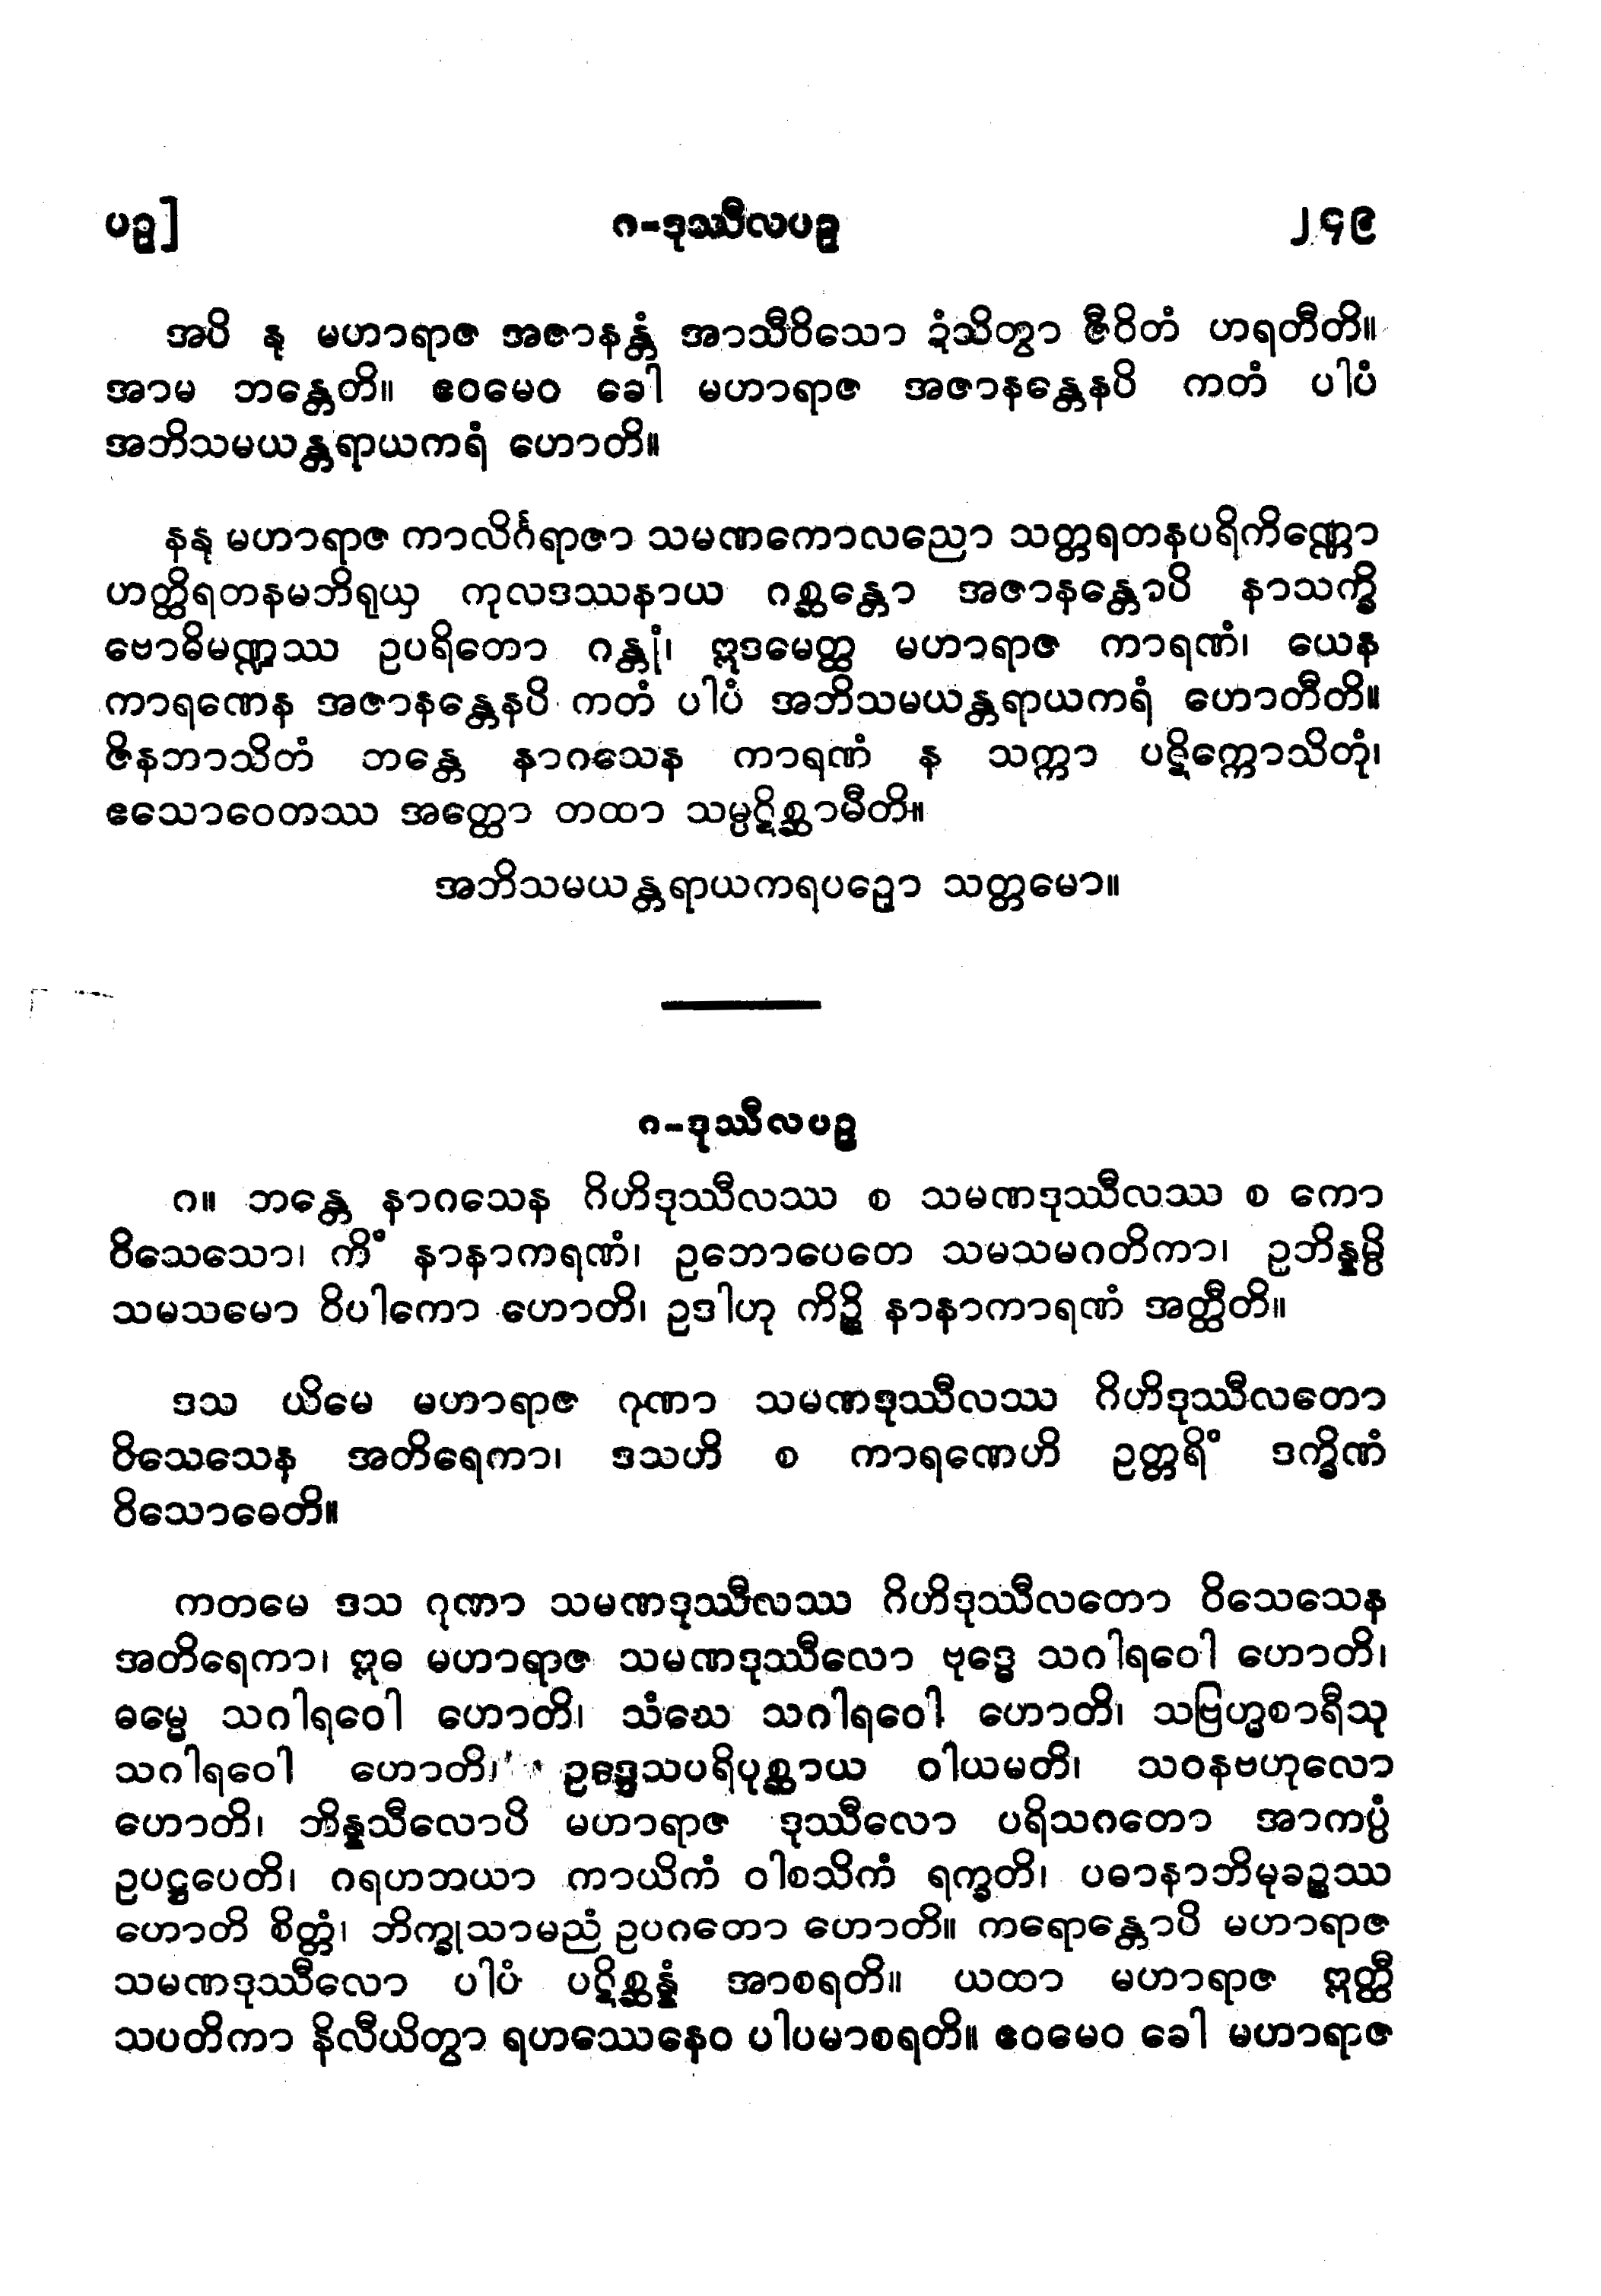 ပဉှ]
ဂ-ဒုဿီလပဉှ
၂၄၉
အပိ နု မဟာရာဇ အဇာနန္တံ အာသီဝိသော ဍံသိတွာ ဇီဝိတံ ဟရတီတိ။
အာမ ဘန္တေတိ။ ဧဝမေဝ ခေါ မဟာရာဇ အဇာနန္တေနပိ ကတံ ပါပံ
အဘိသမယန္တရာယကရံ ဟောတိ။
နနု မဟာရာဇ ကာလိင်္ဂရာဇာ သမဏကောလညော သတ္တရတနပရိကိဏ္ဏော
ဟတ္ထိရတနမဘိရုယှ ကုလဒဿနာယ ဂစ္ဆန္တော အဇာနန္တောပိ နာသက္ခိ
ဗောဓိမဏ္ဍဿ ဥပရိတော ဂန္တုံ၊ ဣဒမေတ္ထ မဟာရာဇ ကာရဏံ၊ ယေန
ကာရဏေန အဇာနန္တေနပိ ကတံ ပါပံ အဘိသမယန္တရာယကရံ ဟောတီတိ။
ဇိနဘာသိတံ ဘန္တေ နာဂသေန ကာရဏံ န သက္ကာ ပဋိက္ကောသိတုံ၊
ဧသောဝေတဿ အတ္ထော တထာ သမ္ပဋိစ္ဆာမီတိ။
အဘိသမယန္တရာယကရပဉှော သတ္တမော။
ဂ-ဒုဿီလပဉှ
ဂ။ ဘန္တေ နာဂသေန ဂိဟိဒုဿီလဿ စ သမဏဒုဿီလဿ စ ကော
ဝိသေသော၊ ကိံ နာနာကရဏံ၊ ဥဘောပေတေ သမသမဂတိကာ၊ ဥဘိန္နမ္ပိ
သမသမော ဝိပါကော ဟောတိ၊ ဥဒါဟု ကိဉ္စိ နာနာကာရဏံ အတ္ထီတိ။
ဒသ ယိမေ မဟာရာဇ ဂုဏာ သမဏဒုဿီလဿ ဂိဟိဒုဿီလတော
ဝိသေသေန အတိရေကာ၊ ဒသဟိ စ ကာရဏေဟိ ဥတ္တရိံ ဒက္ခိဏံ
ဝိသောဓေတိ။
ကတမေ ဒသ ဂုဏာ သမဏဒုဿီလဿ ဂိဟိဒုဿီလတော ဝိသေသေန
အတိရေကာ၊ ဣဓ မဟာရာဇ သမဏဒုဿီလော ဗုဒ္ဓေ သဂါရဝေါ ဟောတိ၊
ဓမ္မေ သဂါရဝေါ ဟောတိ၊ သံဃေ သဂါရဝေါ ဟောတိ၊ သဗြဟ္မစာရီသု
သဂါရဝေါ ဟောတိ၊ ဥဒ္ဒေသပရိပုစ္ဆာယ ဝါယမတိ၊ သဝနဗဟုလော
ဟောတိ၊ ဘိန္နသီလောပိ မဟာရာဇ ဒုဿီလော ပရိသဂတော အာကပ္ပံ
ဥပဋ္ဌပေတိ၊ ဂရဟဘယာ ကာယိကံ ဝါစသိကံ ရက္ခတိ၊ ပဓာနာဘိမုခဉ္စဿ
ဟောတိ စိတ္တံ၊ ဘိက္ခုသာမညံ ဥပဂတော ဟောတိ။ ကရောန္တောပိ မဟာရာဇ
သမဏဒုဿီလော ပါပံ ပဋိစ္ဆန္နံ အာစရတိ။ ယထာ မဟာရာဇ ဣတ္ထီ
သပတိကာ နိလီယိတွာ ရဟဿေနေဝ ပါပမာစရတိ။ ဧဝမေဝ ခေါ မဟာရာဇ